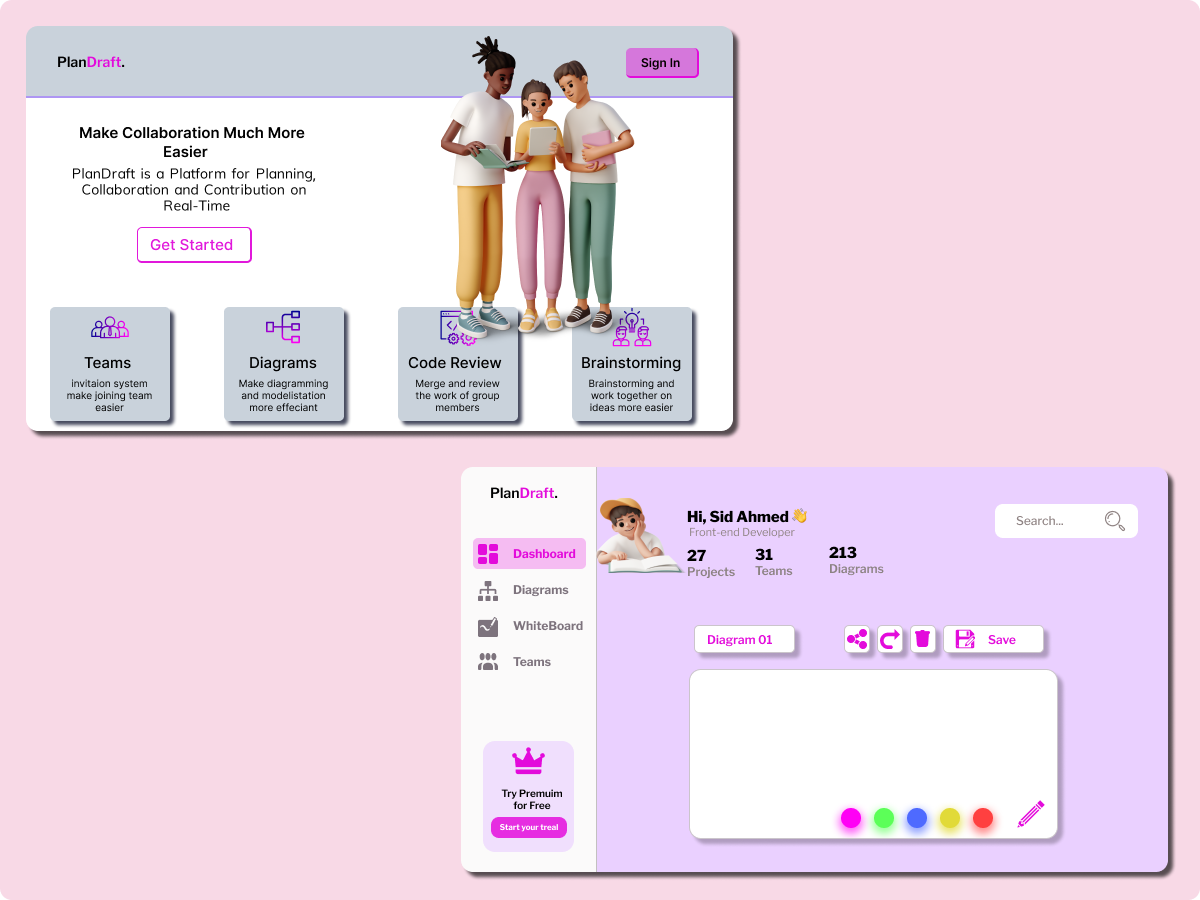 PlanDraft.
Sign In
Make Collaboration Much More
Easier
PlanDraft is a Platform for Planning,
Collaboration and Contribution on
Real-Time
Get Started
Teams
invitaion system
make joining team
easier
Diagrams
Make diagramming
and modelistation
more effeciant
Code Review
Merge and review
the work of group
members
Brainstorming
Brainstorming and
work together on
ideas more easier
PlanDraft.
Dashboard
Diagrams
WhiteBoard
Teams
Try Premuim
for Free
Start your treal
Hi, Sid Ahmed 👋
Front-end Developer
27
Projects
31
Teams
213
Diagrams
Search...
Diagram 01
Save